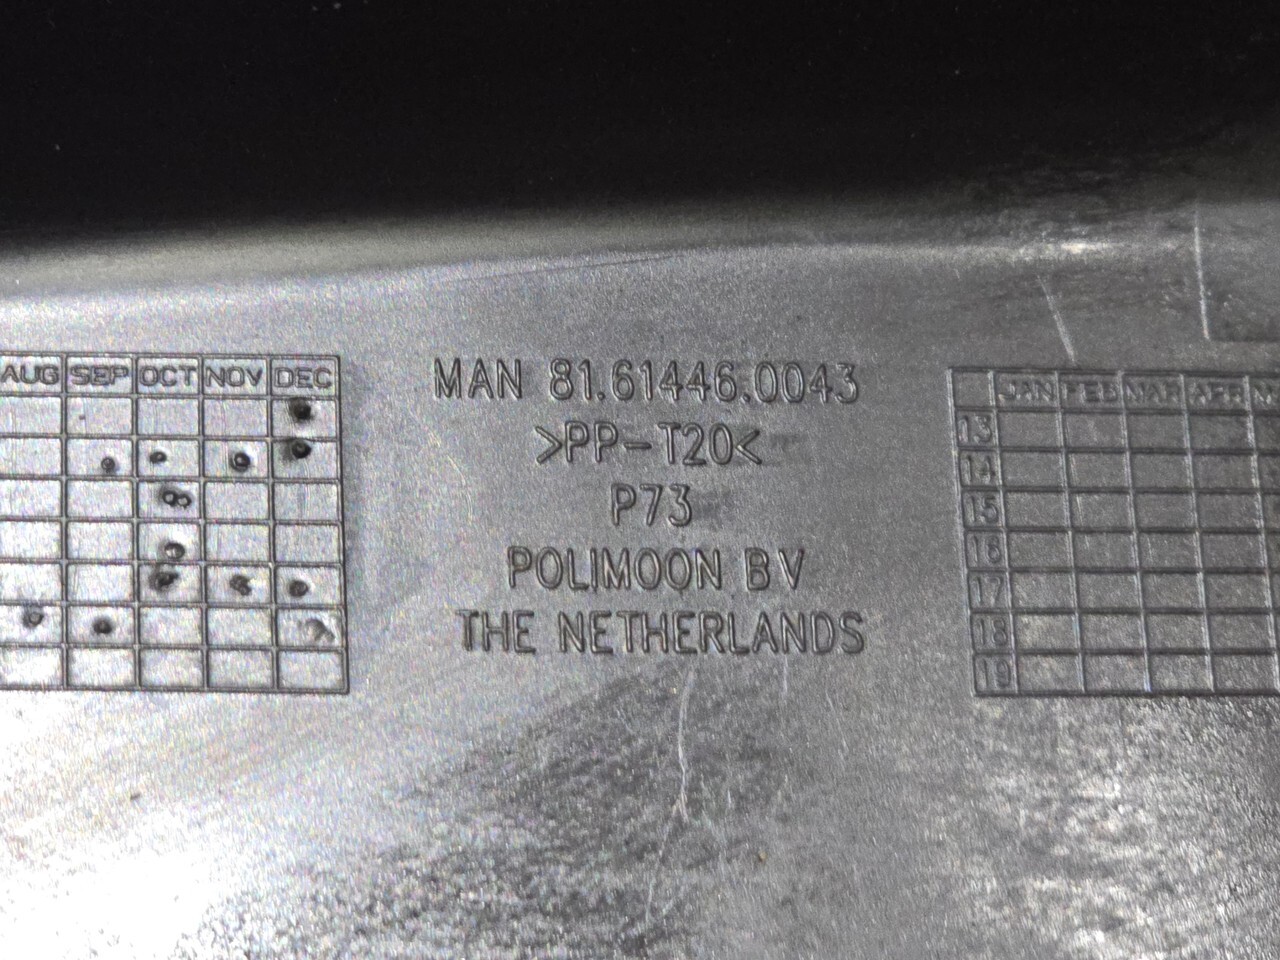 AUG SEP OCT NOV DEC
MAN 81.61446.0043
>PP-T20<
P73
POLIMOON BV
THE NETHERLANDS
JAN FEB MAR APR
13
14
15
16
17
18
19